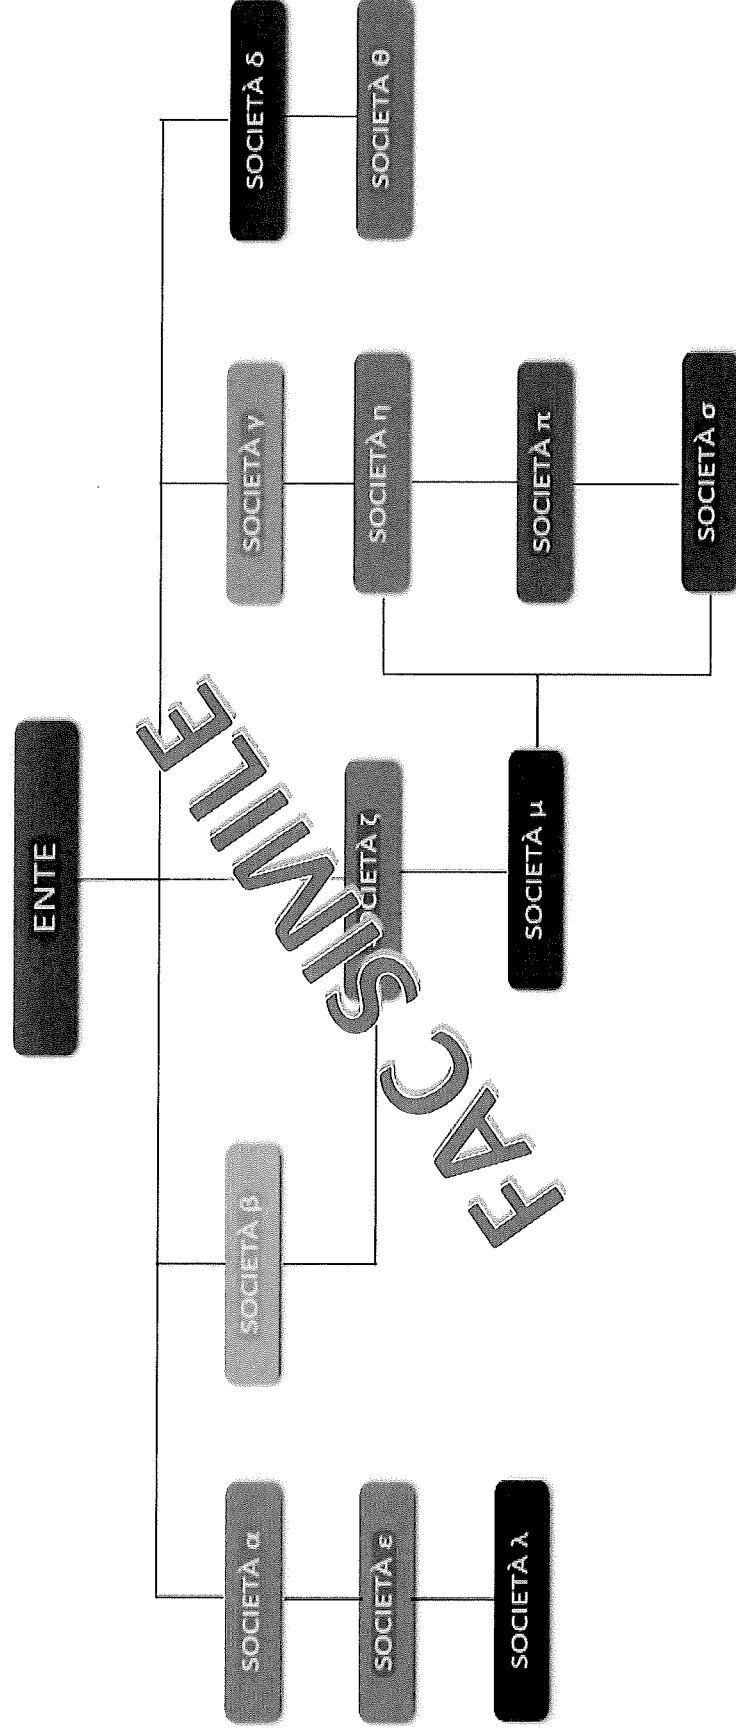 ENTE
SOCIETÀ α
SOCIETÀ β
SOCIETÀ γ
SOCIETÀ δ
SOCIETÀ ε
SOCIETÀ ζ
SOCIETÀ η
SOCIETÀ θ
SOCIETÀ λ
SOCIETÀ μ
SOCIETÀ π
SOCIETÀ σ
FAC SIMILE